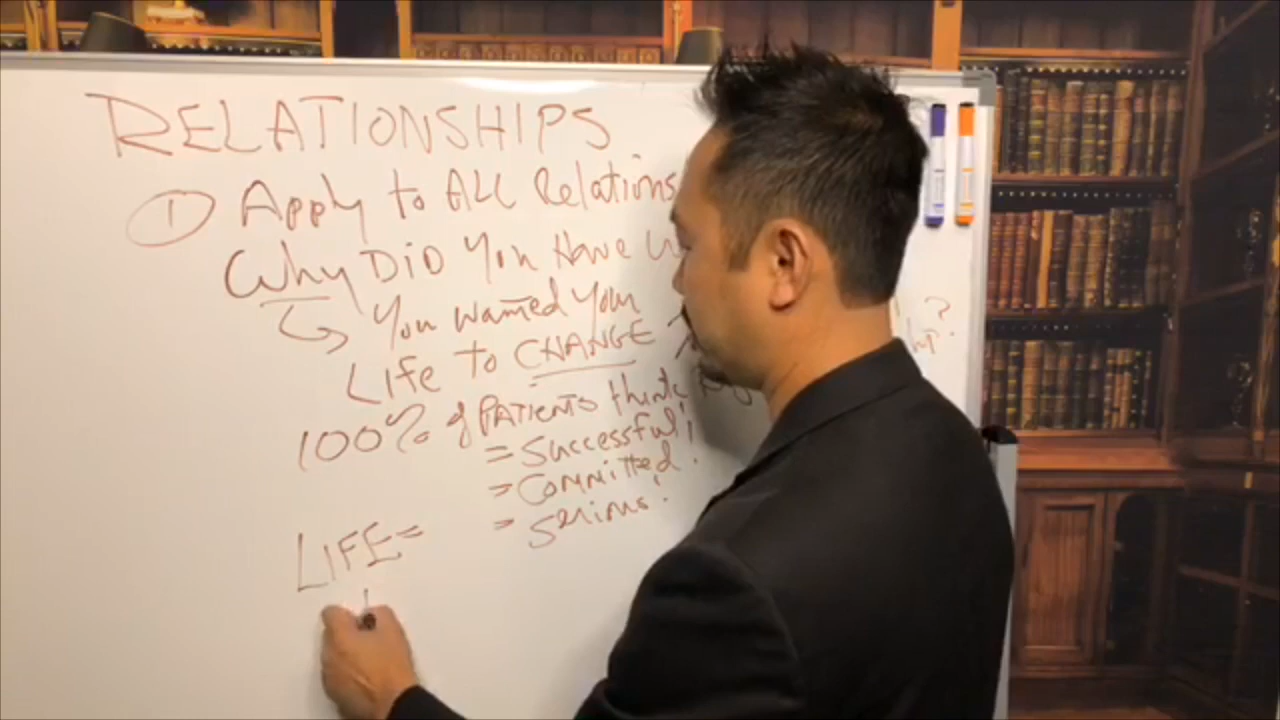 RELATIONSHIPS
① Apply to ALL Relations
Why DiD You Have
You wanted Your
Life to CHANGE
100% of PATIENTS think
= Successful!
= Committed!
= Serious!
LIFE=
?